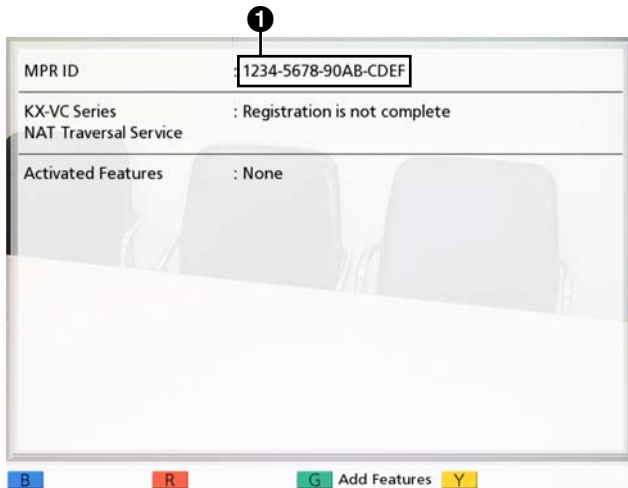 1
MPR ID : 1234-5678-90AB-CDEF
KX-VC Series : Registration is not complete
NAT Traversal Service
Activated Features : None
B R G Add Features Y